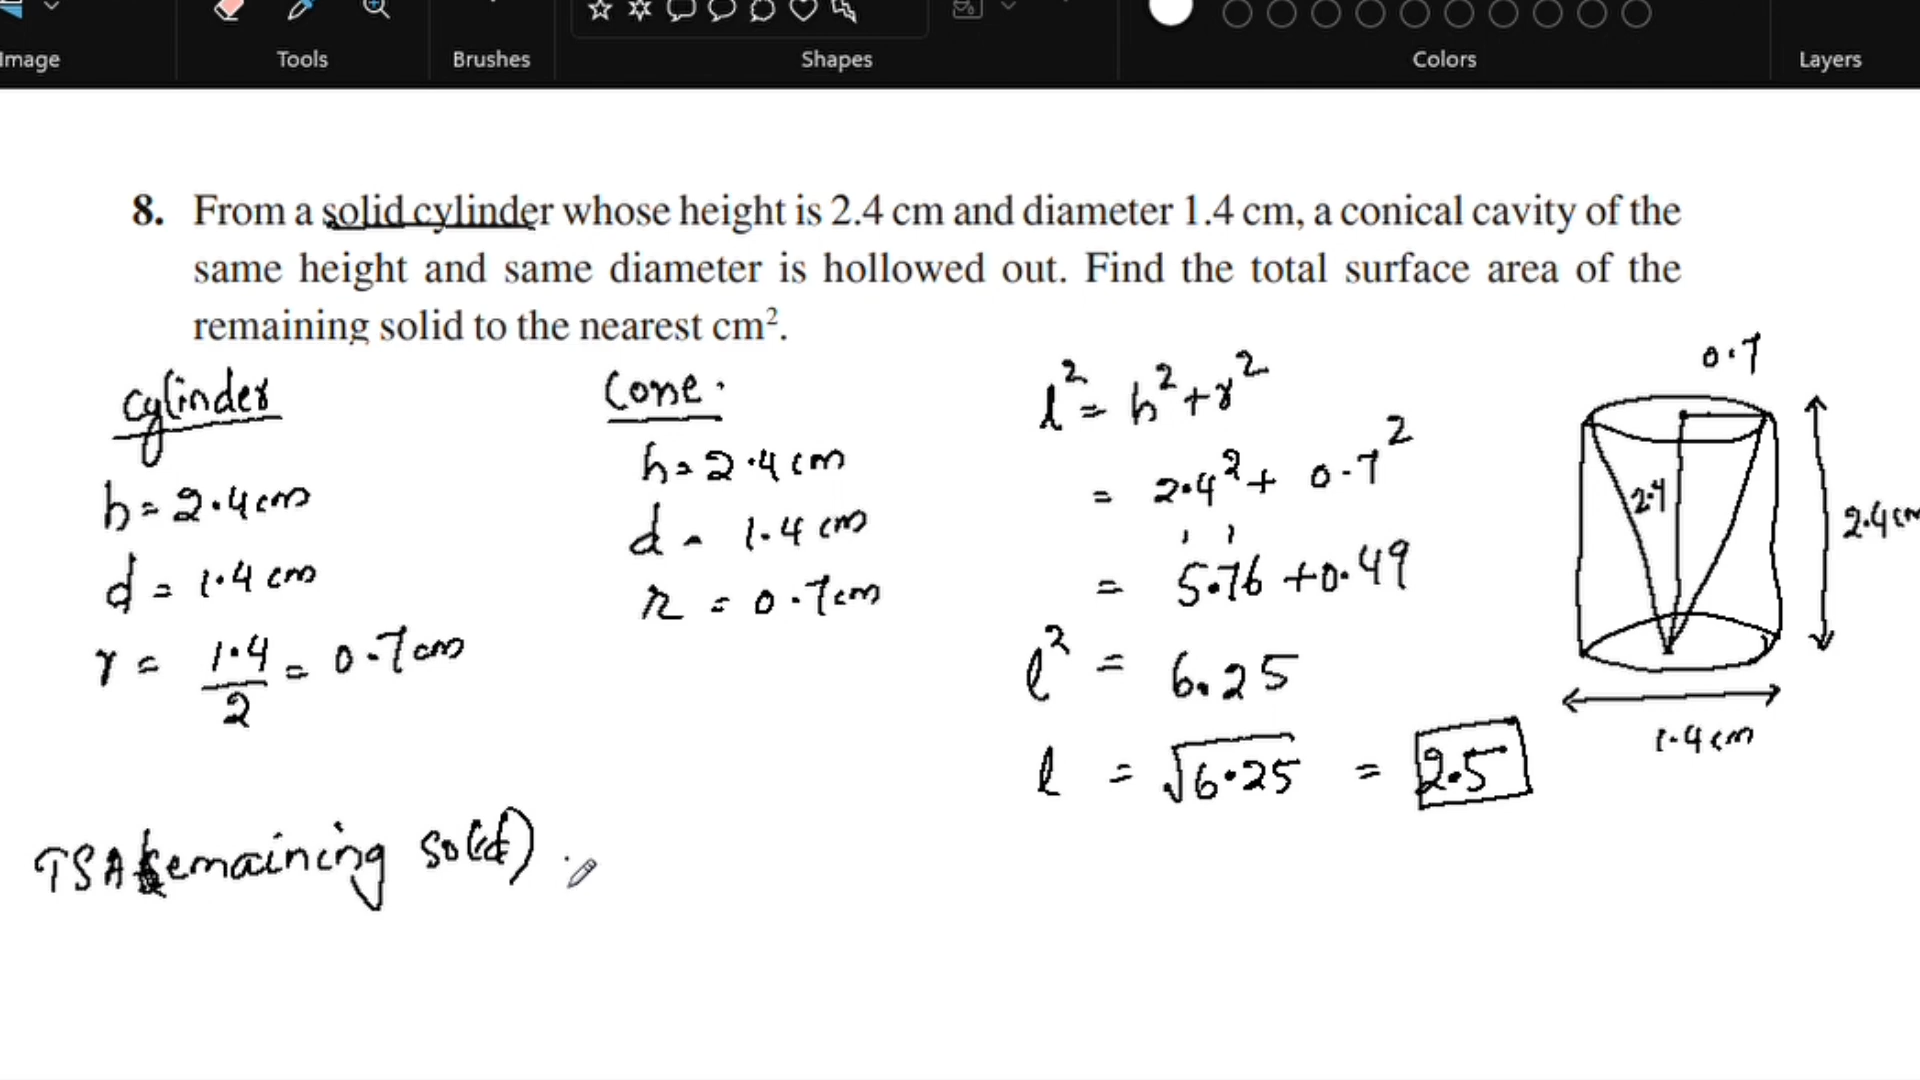 Image Tools Brushes Shapes Colors Layers
8. From a solid cylinder whose height is 2.4 cm and diameter 1.4 cm, a conical cavity of the
same height and same diameter is hollowed out. Find the total surface area of the
remaining solid to the nearest cm².
cylinder
h = 2.4 cm
d = 1.4 cm
r = 1.4/2 = 0.7 cm
Cone.
h = 2.4 cm
d = 1.4 cm
r = 0.7 cm
l² = h² + r²
= 2.4² + 0.7²
= 5.76 + 0.49
l² = 6.25
l = √6.25 = 2.5
0.7
2.4
2.4 cm
1.4 cm
TSA (remaining solid)